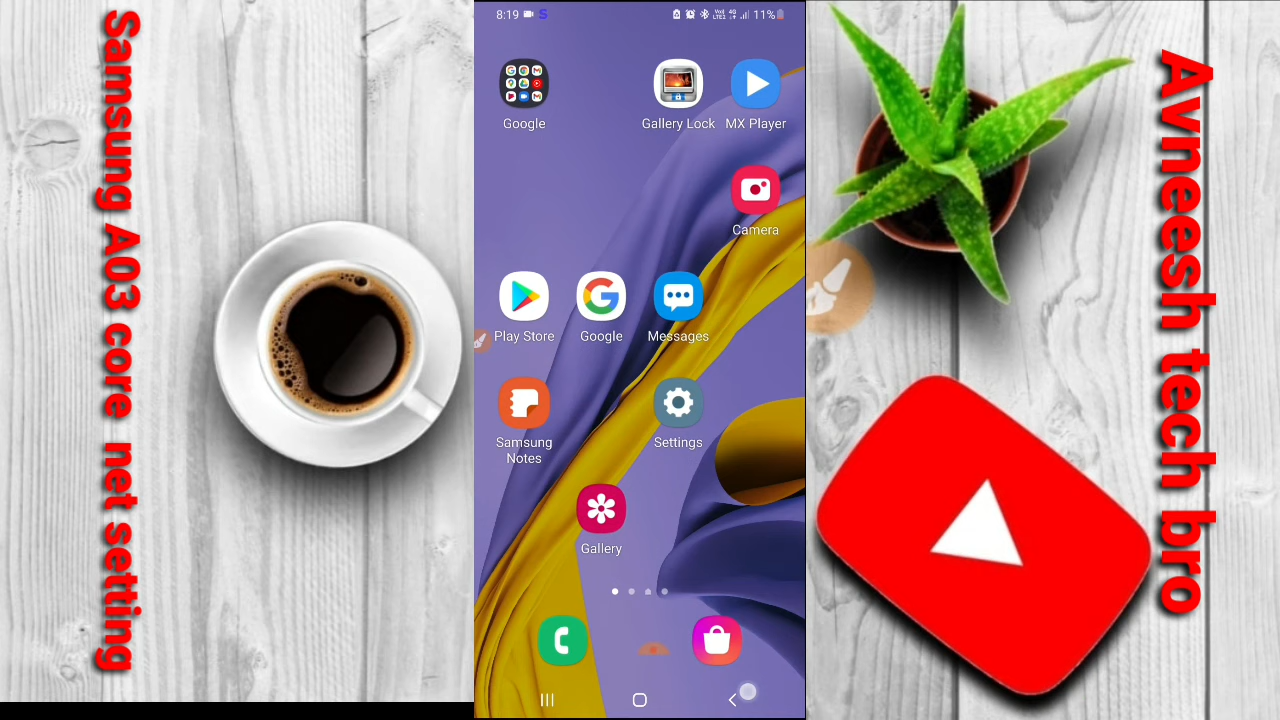 Samsung A03 core net setting
8:19
11%
Google
Gallery Lock
MX Player
Camera
Play Store
Google
Messages
Samsung
Notes
Settings
Gallery
Avneesh tech bro